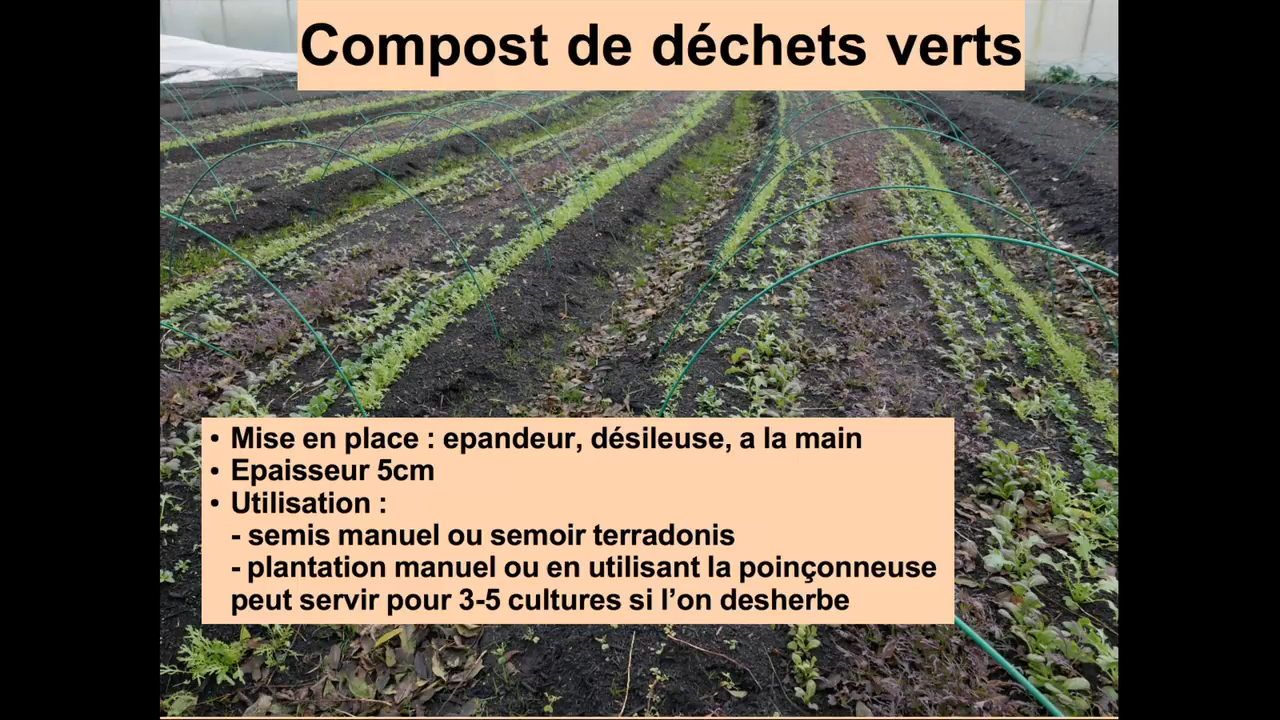 Compost de déchets verts
• Mise en place : epandeur, désileuse, a la main
• Epaisseur 5cm
• Utilisation :
- semis manuel ou semoir terradonis
- plantation manuel ou en utilisant la poinçonneuse
peut servir pour 3-5 cultures si l’on desherbe